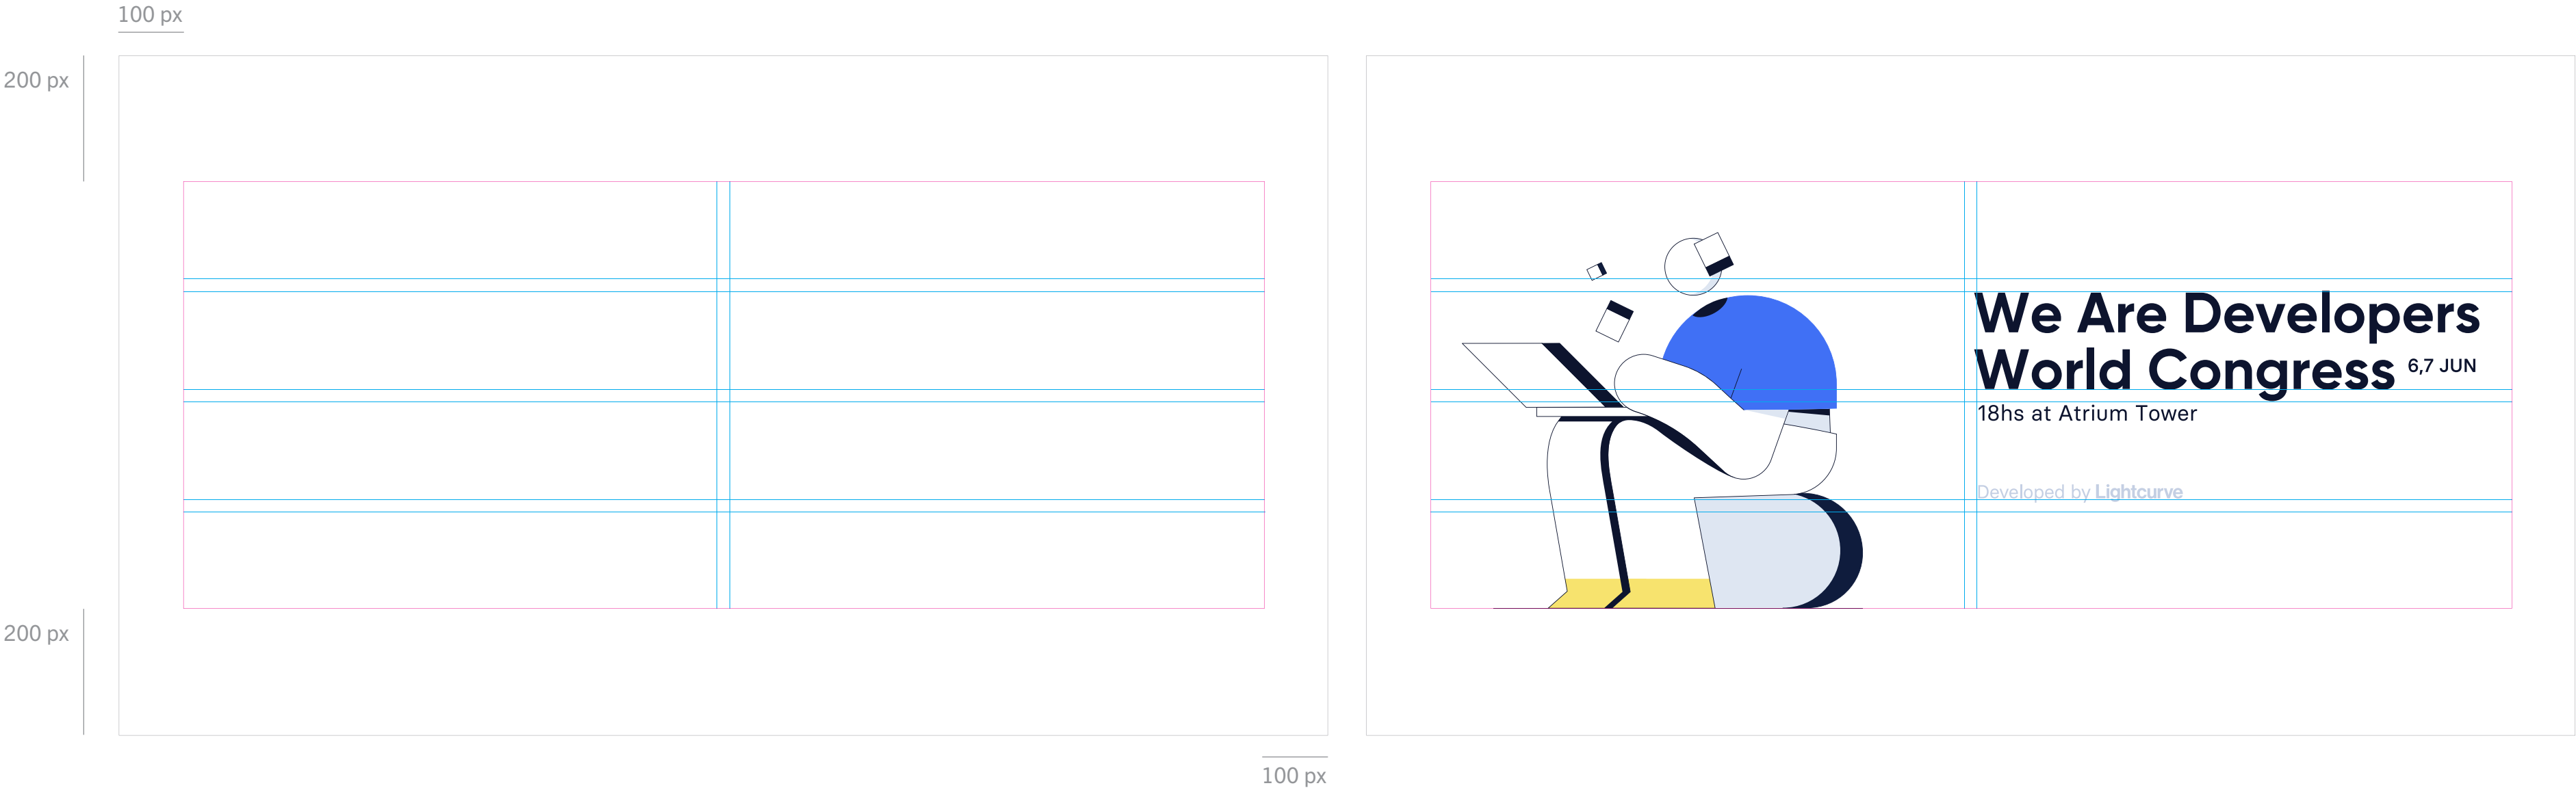 100 px
200 px
200 px
100 px
We Are Developers
World Congress 6,7 JUN
18hs at Atrium Tower
Developed by Lightcurve